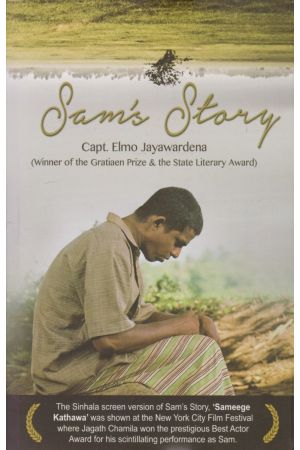 Sam's Story
Capt. Elmo Jayawardena
(Winner of the Gratiaen Prize & the State Literary Award)
The Sinhala screen version of Sam's Story, 'Sameege
Kathawa' was shown at the New York City Film Festival
where Jagath Chamila won the prestigious Best Actor
Award for his scintillating performance as Sam.